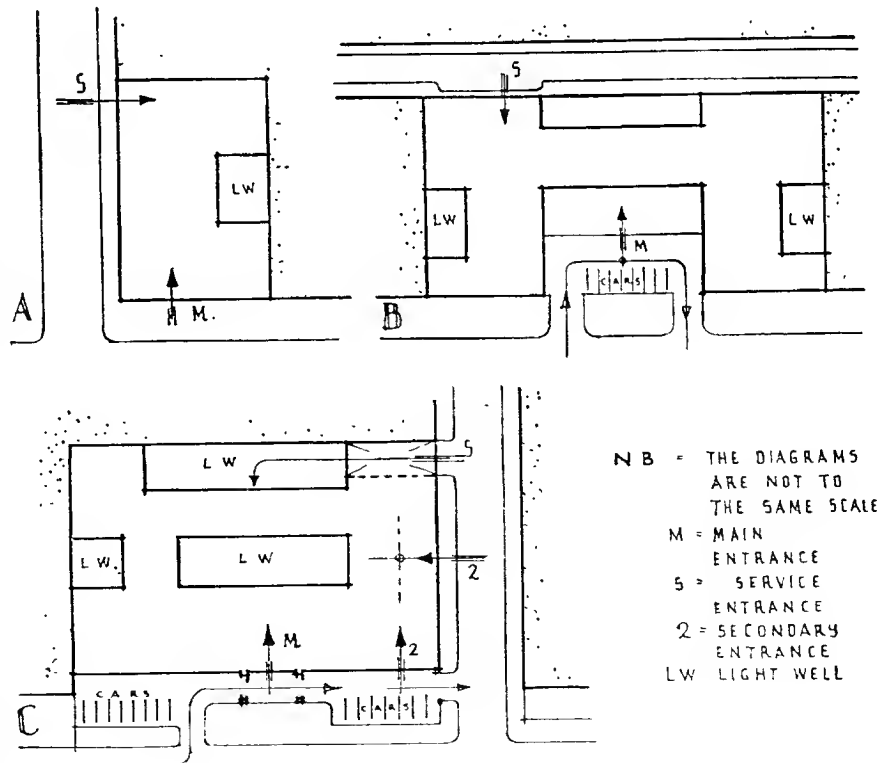 S
LW
M.
A
S
LW
LW
M
CARS
B
S
LW
LW.
LW
2
M
2
CARS
CARS
C
NB = THE DIAGRAMS
ARE NOT TO
THE SAME SCALE
M = MAIN
ENTRANCE
S = SERVICE
ENTRANCE
2 = SECONDARY
ENTRANCE
LW LIGHT WELL